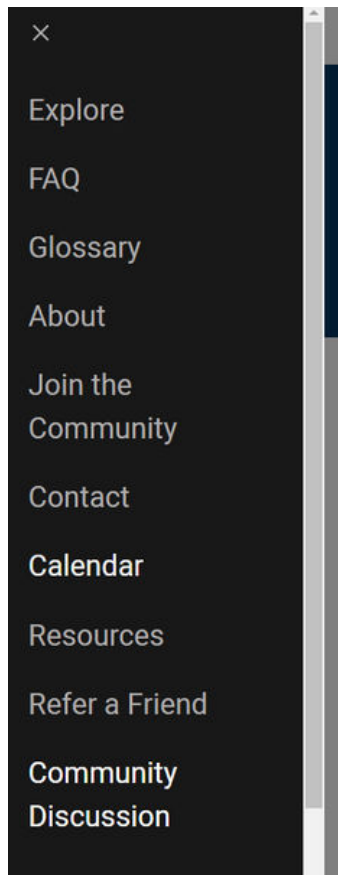 Explore
FAQ
Glossary
About
Join the
Community
Contact
Calendar
Resources
Refer a Friend
Community
Discussion